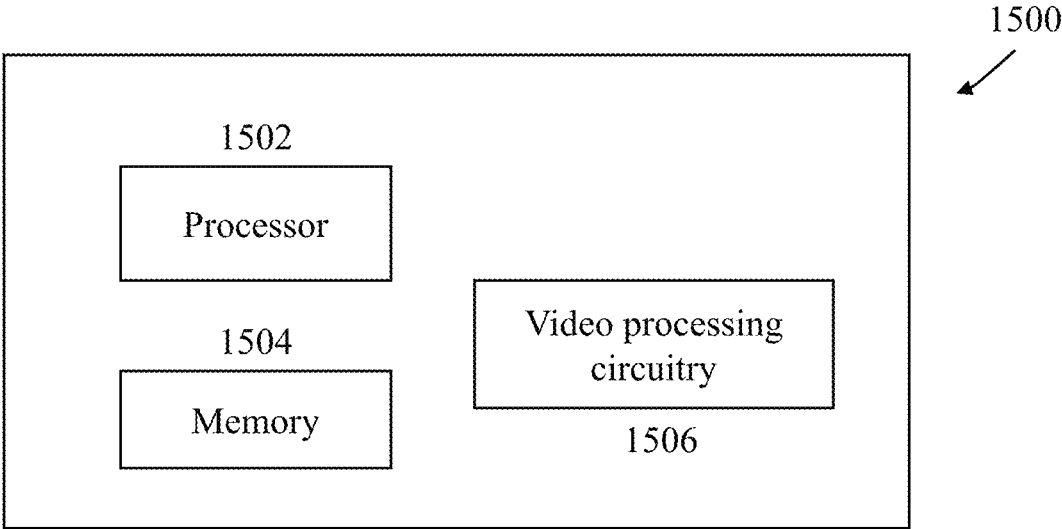 1500
1502
Processor
1504
Memory
Video processing
circuitry
1506